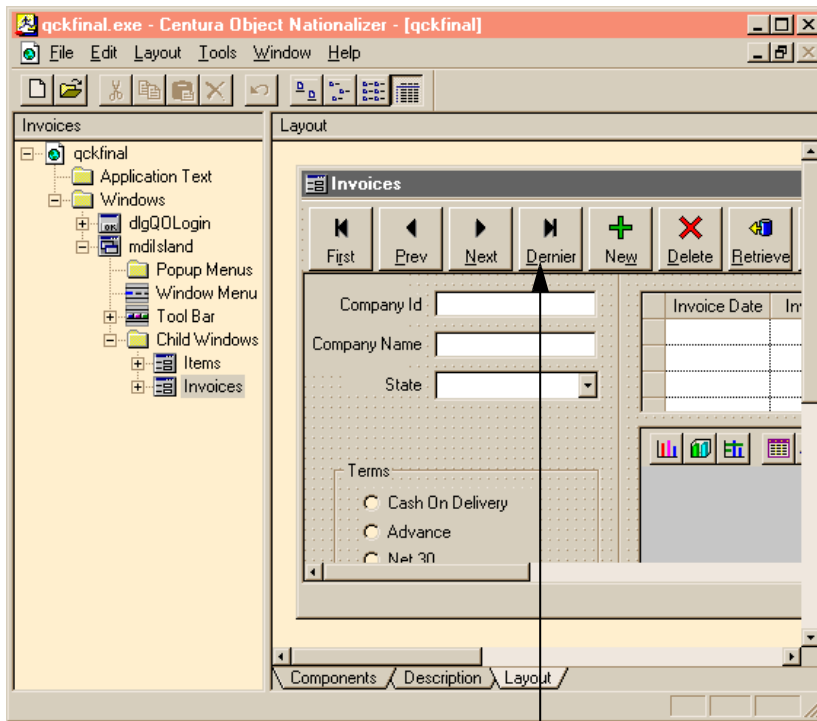 qckfinal.exe - Centura Object Nationalizer - [qckfinal]
File Edit Layout Tools Window Help
Invoices
qckfinal
Application Text
Windows
dlgQOLogin
mdiIsland
Popup Menus
Window Menu
Tool Bar
Child Windows
Items
Invoices
Layout
Invoices
First Prev Next Dernier New Delete Retrieve
Company Id
Company Name
State
Invoice Date
Terms
Cash On Delivery
Advance
Net 30
Components Description Layout